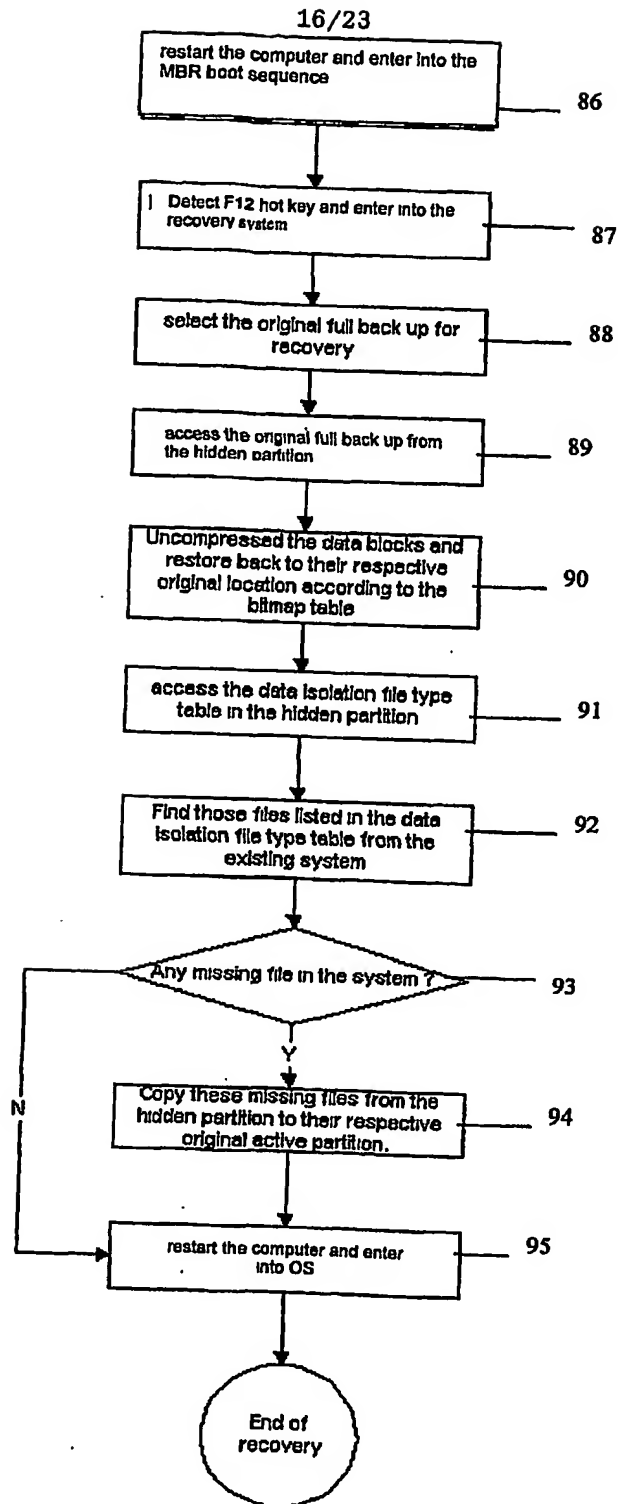 16/23
restart the computer and enter into the
MBR boot sequence
86
Detect F12 hot key and enter into the
recovery system
87
select the original full back up for
recovery
88
access the original full back up from
the hidden partition
89
Uncompressed the data blocks and
restore back to their respective
original location according to the
bitmap table
90
access the data isolation file type
table in the hidden partition
91
Find those files listed in the data
isolation file type table from the
existing system
92
Any missing file in the system ?
93
Y
N
Copy these missing files from the
hidden partition to their respective
original active partition.
94
restart the computer and enter
into OS
95
End of
recovery